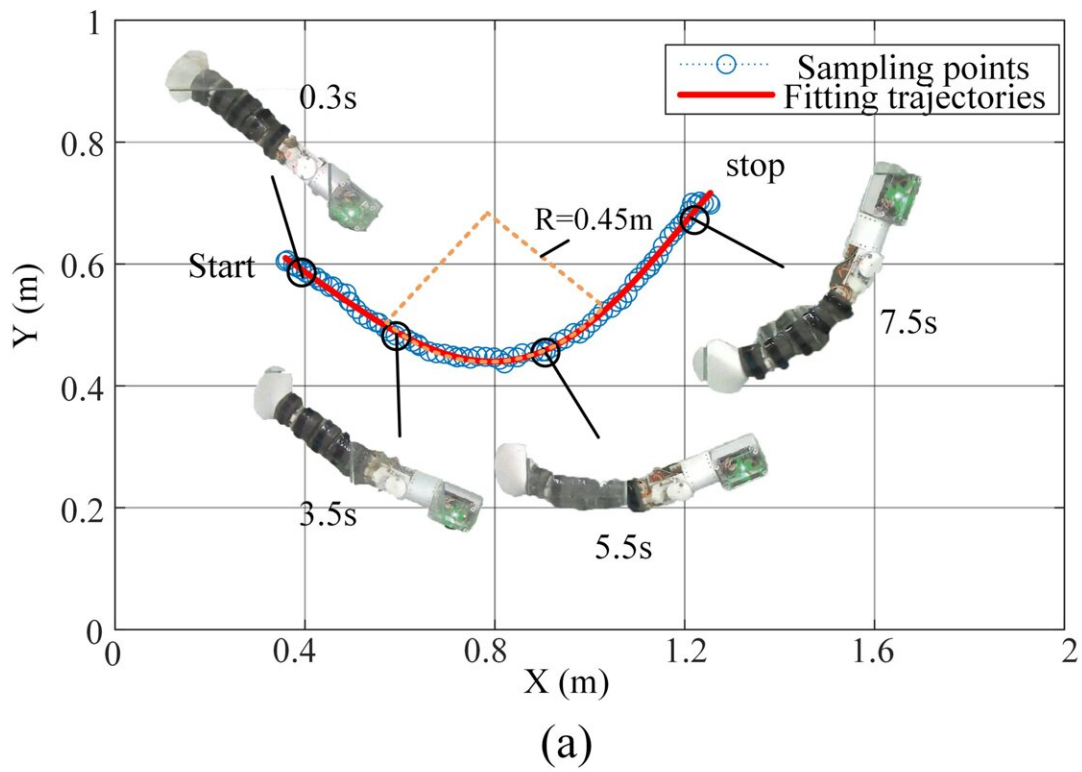 1
0.8
0.6
0.4
0.2
0
Y (m)
0.3s
Sampling points
Fitting trajectories
stop
R=0.45m
Start
7.5s
3.5s
5.5s
0
0.4
0.8
1.2
1.6
2
X (m)
(a)